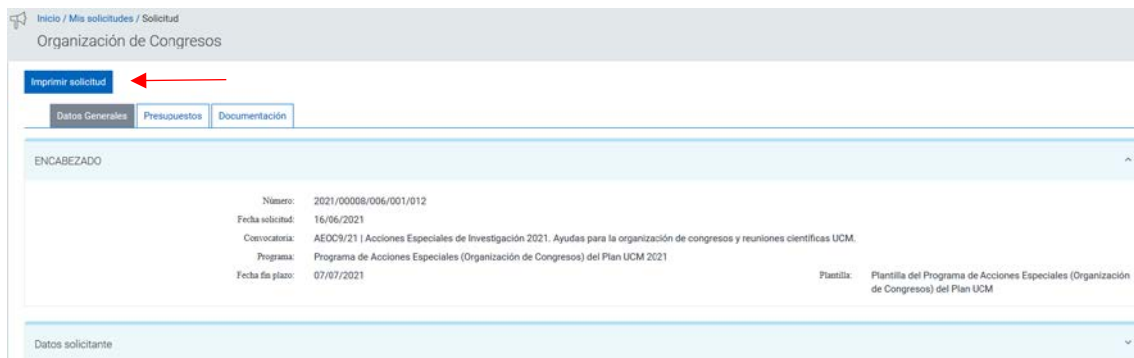 Inicio / Mis solicitudes / Solicitud
Organización de Congresos
Imprimir solicitud
Datos Generales Presupuestos Documentación
ENCABEZADO
Número: 2021/00008/006/001/012
Fecha solicitud: 16/06/2021
Convocatoria: AEOC9/21 | Acciones Especiales de Investigación 2021. Ayudas para la organización de congresos y reuniones científicas UCM.
Programa: Programa de Acciones Especiales (Organización de Congresos) del Plan UCM 2021
Fecha fin plazo: 07/07/2021 Plantilla: Plantilla del Programa de Acciones Especiales (Organización
de Congresos) del Plan UCM
Datos solicitante